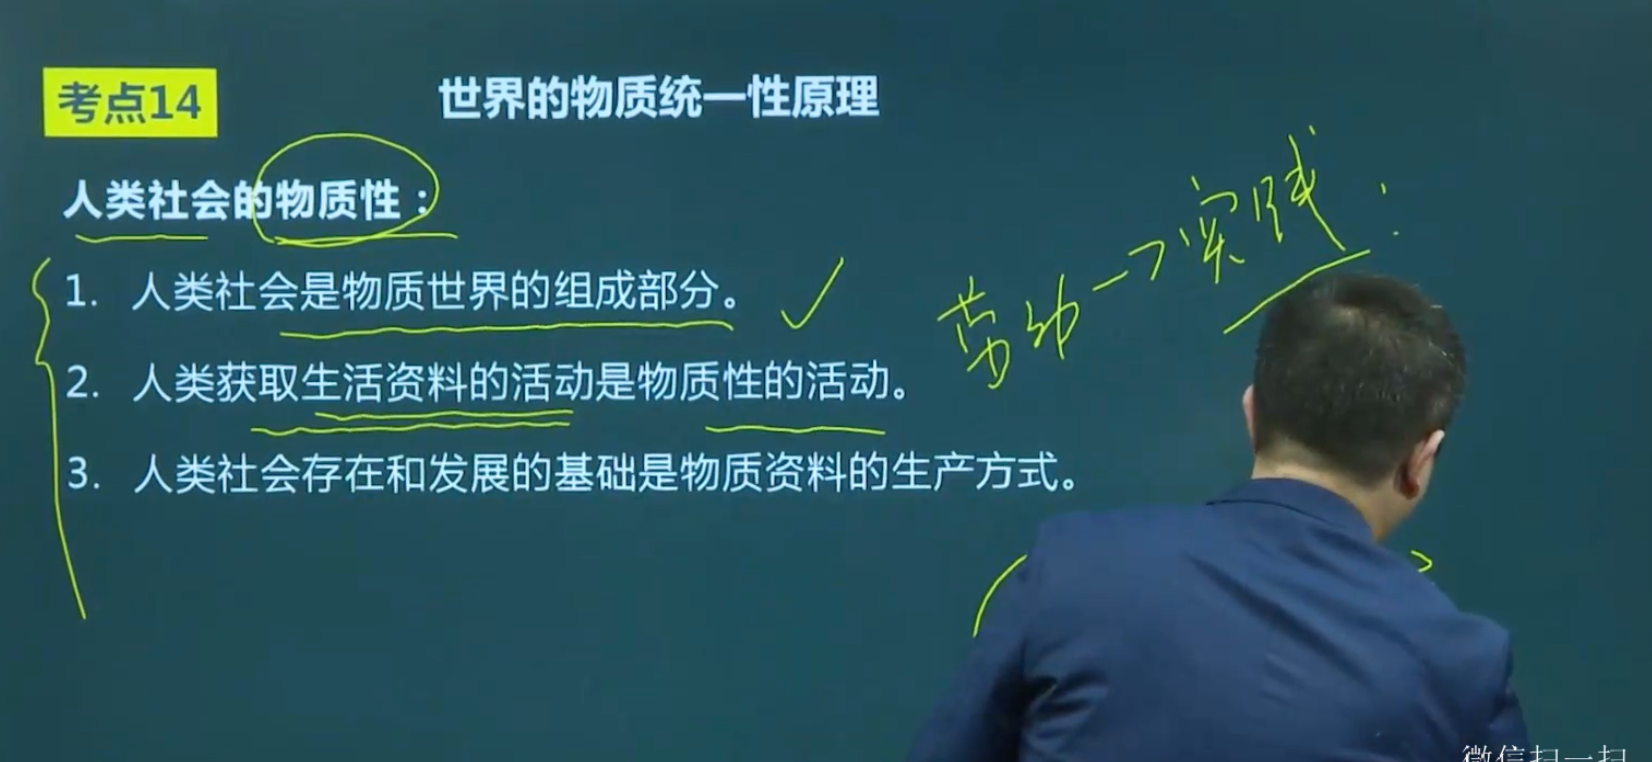 考点14
世界的物质统一性原理
人类社会的物质性：
1. 人类社会是物质世界的组成部分。
2. 人类获取生活资料的活动是物质性的活动。
3. 人类社会存在和发展的基础是物质资料的生产方式。
劳动→实践
微信扫一扫